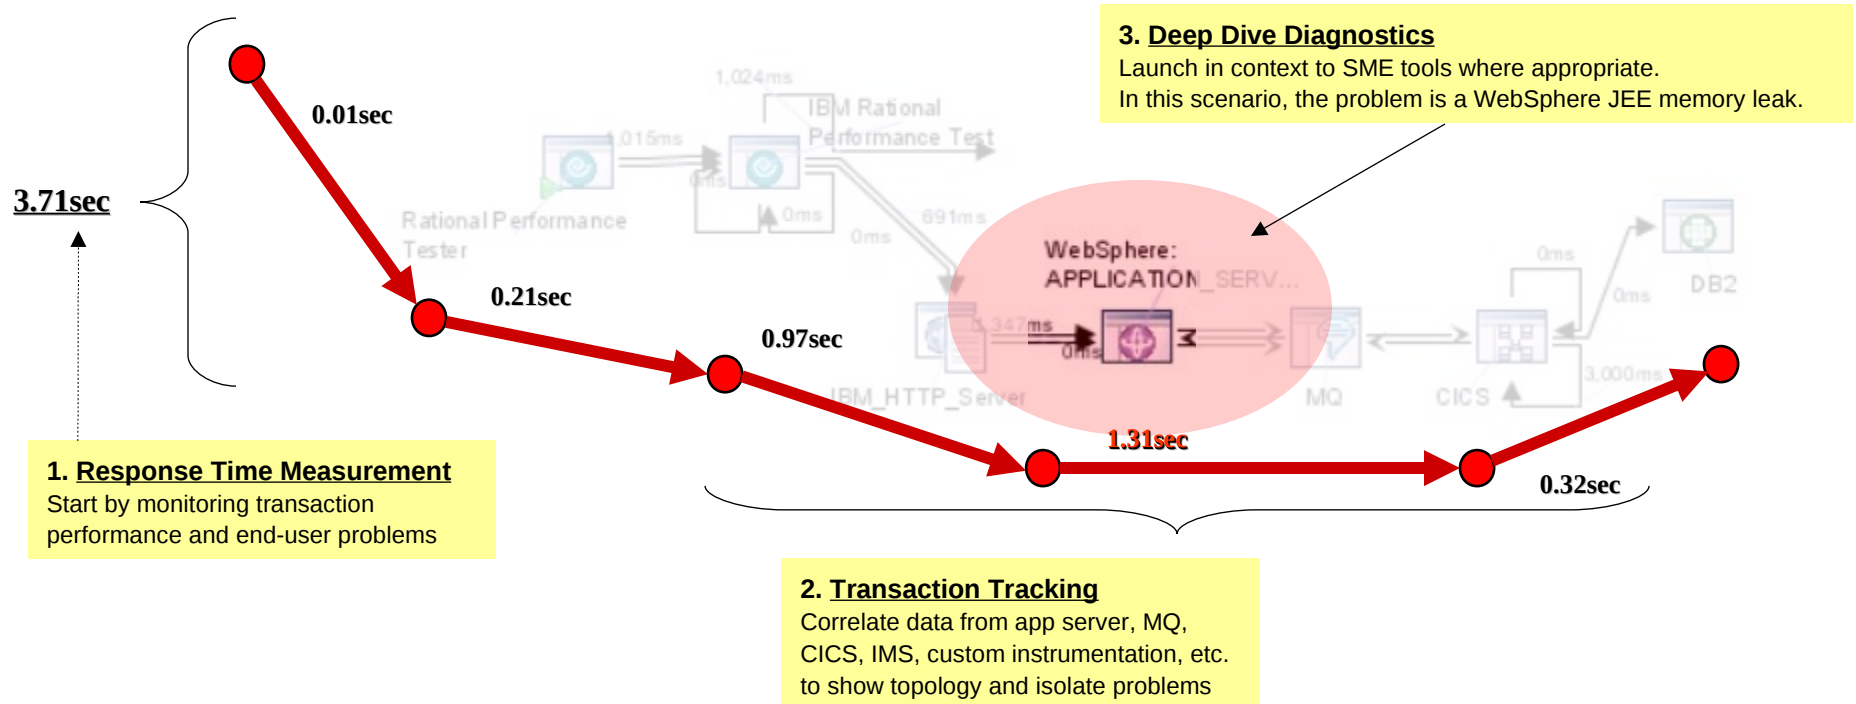 3. Deep Dive Diagnostics
Launch in context to SME tools where appropriate.
In this scenario, the problem is a WebSphere JEE memory leak.
1,024ms
0.01sec
IBM Rational
Performance Test
1,015ms
0ms
3.71sec
Rational Performance
Tester
0ms
691ms
0ms
WebSphere:
APPLICATION_SERV...
0ms
DB2
0ms
0.21sec
0.97sec
347ms
0ms
IBM_HTTP_Server
MQ
CICS
3,000ms
1.31sec
0.32sec
1. Response Time Measurement
Start by monitoring transaction
performance and end-user problems
2. Transaction Tracking
Correlate data from app server, MQ,
CICS, IMS, custom instrumentation, etc.
to show topology and isolate problems